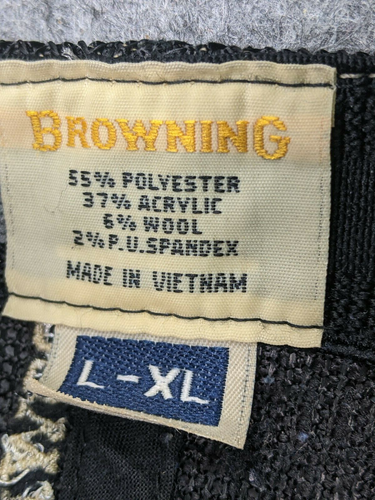 BROWNING
55% POLYESTER
37% ACRYLIC
6% WOOL
2% P.U.SPANDEX
MADE IN VIETNAM
L-XL